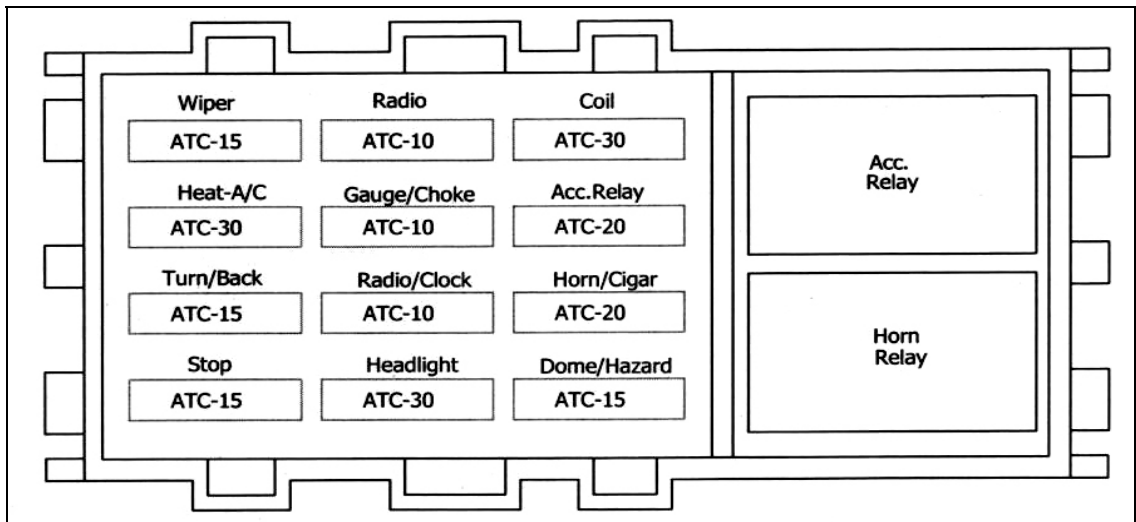 Wiper
Radio
Coil
ATC-15
ATC-10
ATC-30
Heat-A/C
Gauge/Choke
Acc.Relay
ATC-30
ATC-10
ATC-20
Turn/Back
Radio/Clock
Horn/Cigar
ATC-15
ATC-10
ATC-20
Stop
Headlight
Dome/Hazard
ATC-15
ATC-30
ATC-15
Acc.
Relay
Horn
Relay